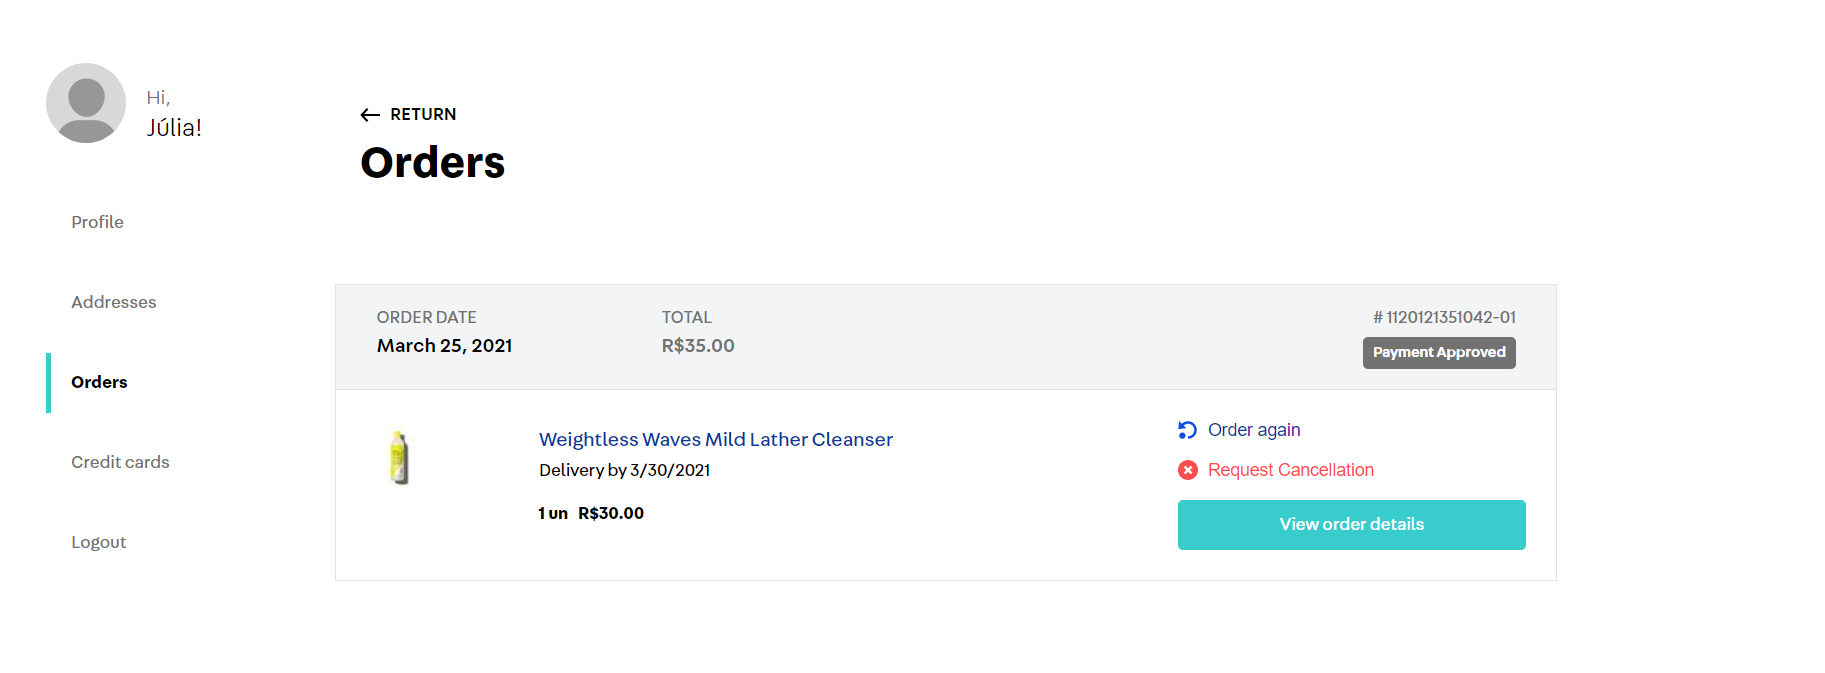 Hi,
Júlia!
Profile
Addresses
Orders
Credit cards
Logout
RETURN
Orders
ORDER DATE
March 25, 2021
TOTAL
R$35.00
# 1120121351042-01
Payment Approved
Weightless Waves Mild Lather Cleanser
Delivery by 3/30/2021
1 un R$30.00
Order again
Request Cancellation
View order details